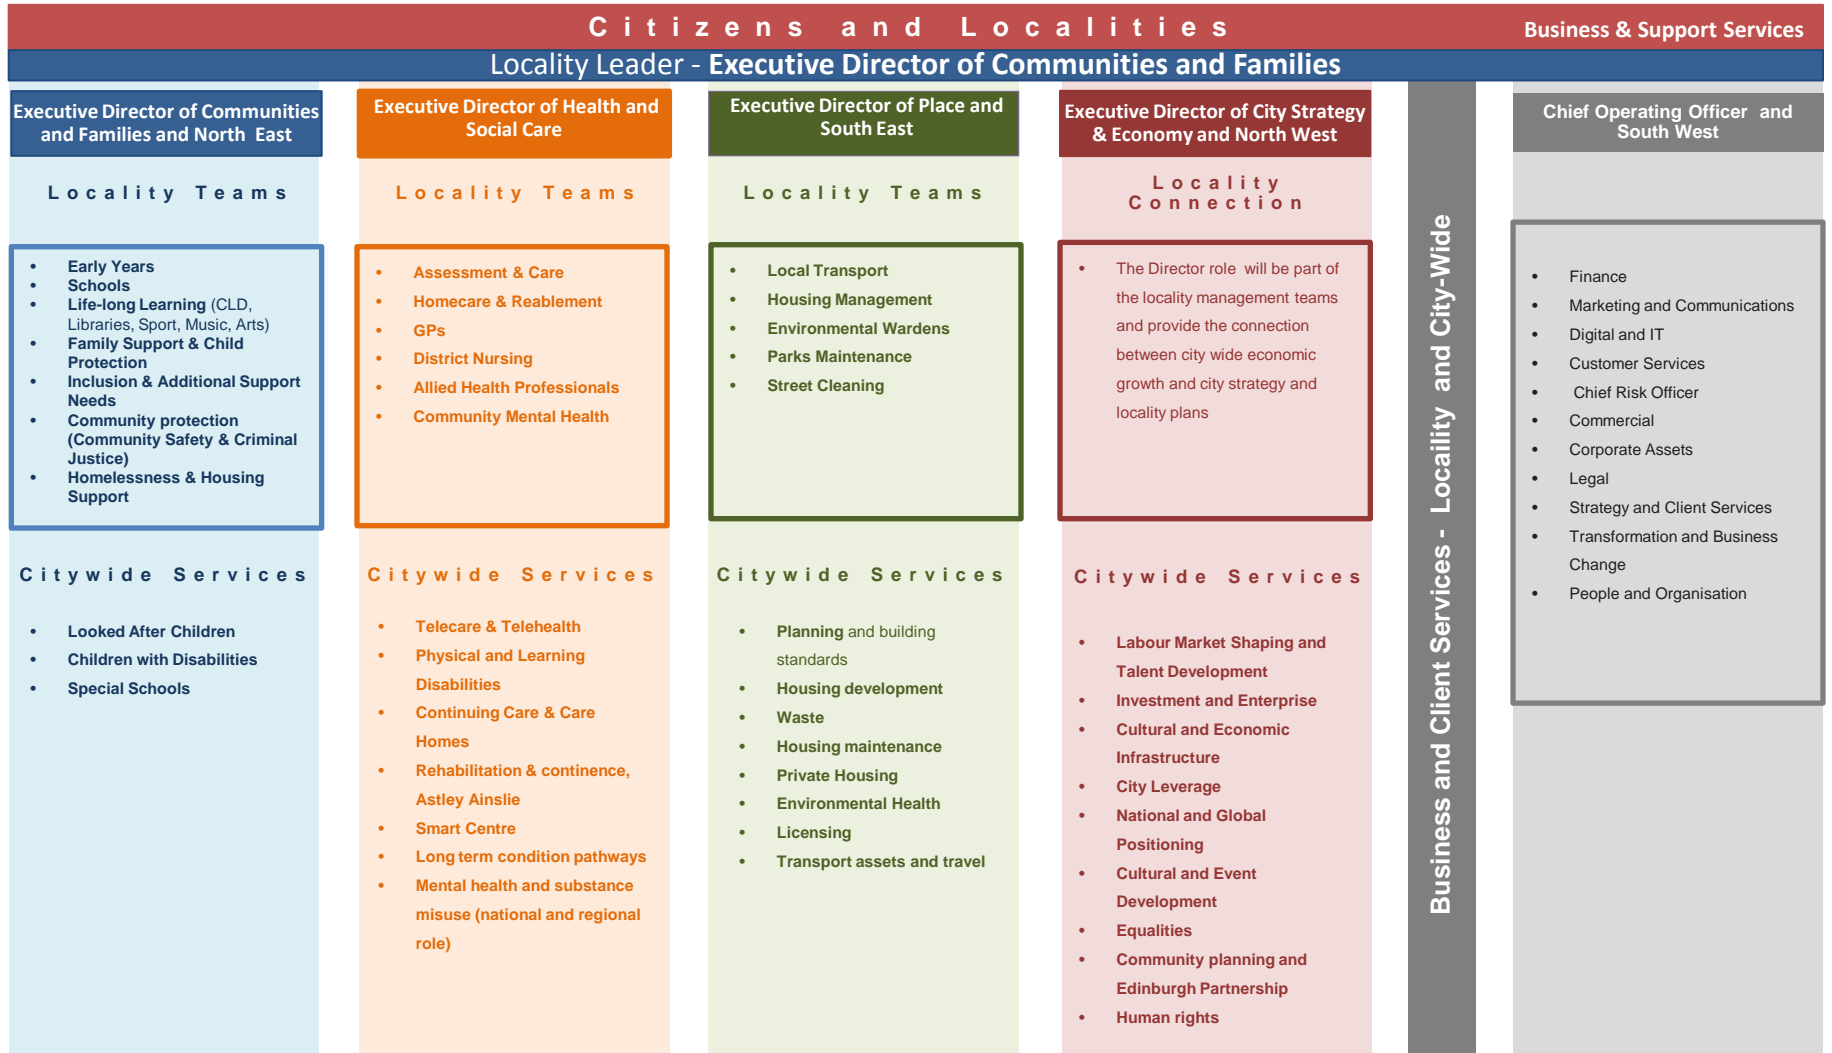 Citizens and Localities
Business & Support Services
Locality Leader - Executive Director of Communities and Families
Executive Director of Communities
and Families and North East
Locality Teams
• Early Years
• Schools
• Life-long Learning (CLD,
Libraries, Sport, Music, Arts)
• Family Support & Child
Protection
• Inclusion & Additional Support
Needs
• Community protection
(Community Safety & Criminal
Justice)
• Homelessness & Housing
Support
Citywide Services
• Looked After Children
• Children with Disabilities
• Special Schools
Executive Director of Health and
Social Care
Locality Teams
• Assessment & Care
• Homecare & Reablement
• GPs
• District Nursing
• Allied Health Professionals
• Community Mental Health
Citywide Services
• Telecare & Telehealth
• Physical and Learning
Disabilities
• Continuing Care & Care
Homes
• Rehabilitation & continence,
Astley Ainslie
• Smart Centre
• Long term condition pathways
• Mental health and substance
misuse (national and regional
role)
Executive Director of Place and
South East
Locality Teams
• Local Transport
• Housing Management
• Environmental Wardens
• Parks Maintenance
• Street Cleaning
Citywide Services
• Planning and building
standards
• Housing development
• Waste
• Housing maintenance
• Private Housing
• Environmental Health
• Licensing
• Transport assets and travel
Executive Director of City Strategy
& Economy and North West
Locality
Connection
• The Director role will be part of
the locality management teams
and provide the connection
between city wide economic
growth and city strategy and
locality plans
Citywide Services
• Labour Market Shaping and
Talent Development
• Investment and Enterprise
• Cultural and Economic
Infrastructure
• City Leverage
• National and Global
Positioning
• Cultural and Event
Development
• Equalities
• Community planning and
Edinburgh Partnership
• Human rights
Business and Client Services - Locaility and City-Wide
Chief Operating Officer and
South West
• Finance
• Marketing and Communications
• Digital and IT
• Customer Services
• Chief Risk Officer
• Commercial
• Corporate Assets
• Legal
• Strategy and Client Services
• Transformation and Business
Change
• People and Organisation